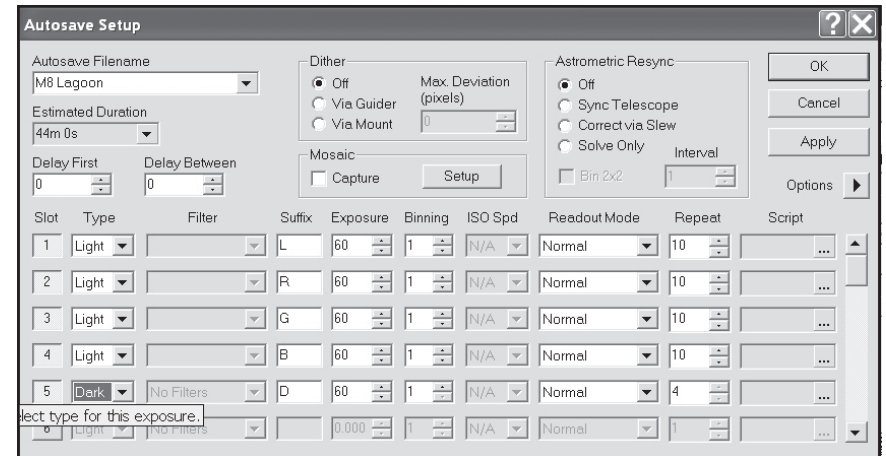 Autosave Setup
Autosave Filename
M8 Lagoon
Estimated Duration
44m 0s
Delay First Delay Between
0 0
Dither
Off
Via Guider
Via Mount
Max. Deviation
(pixels)
0
Mosaic
Capture Setup
Astrometric Resync
Off
Sync Telescope
Correct via Slew
Solve Only
Interval
Bin 2x2 1
OK
Cancel
Apply
Options
Slot Type Filter Suffix Exposure Binning ISO Spd Readout Mode Repeat Script
1 Light L 60 1 N/A Normal 10 ...
2 Light R 60 1 N/A Normal 10 ...
3 Light G 60 1 N/A Normal 10 ...
4 Light B 60 1 N/A Normal 10 ...
5 Dark No Filters D 60 1 N/A Normal 4 ...
lect type for this exposure.
6 Light No Filters 0.000 1 N/A Normal 1 ...